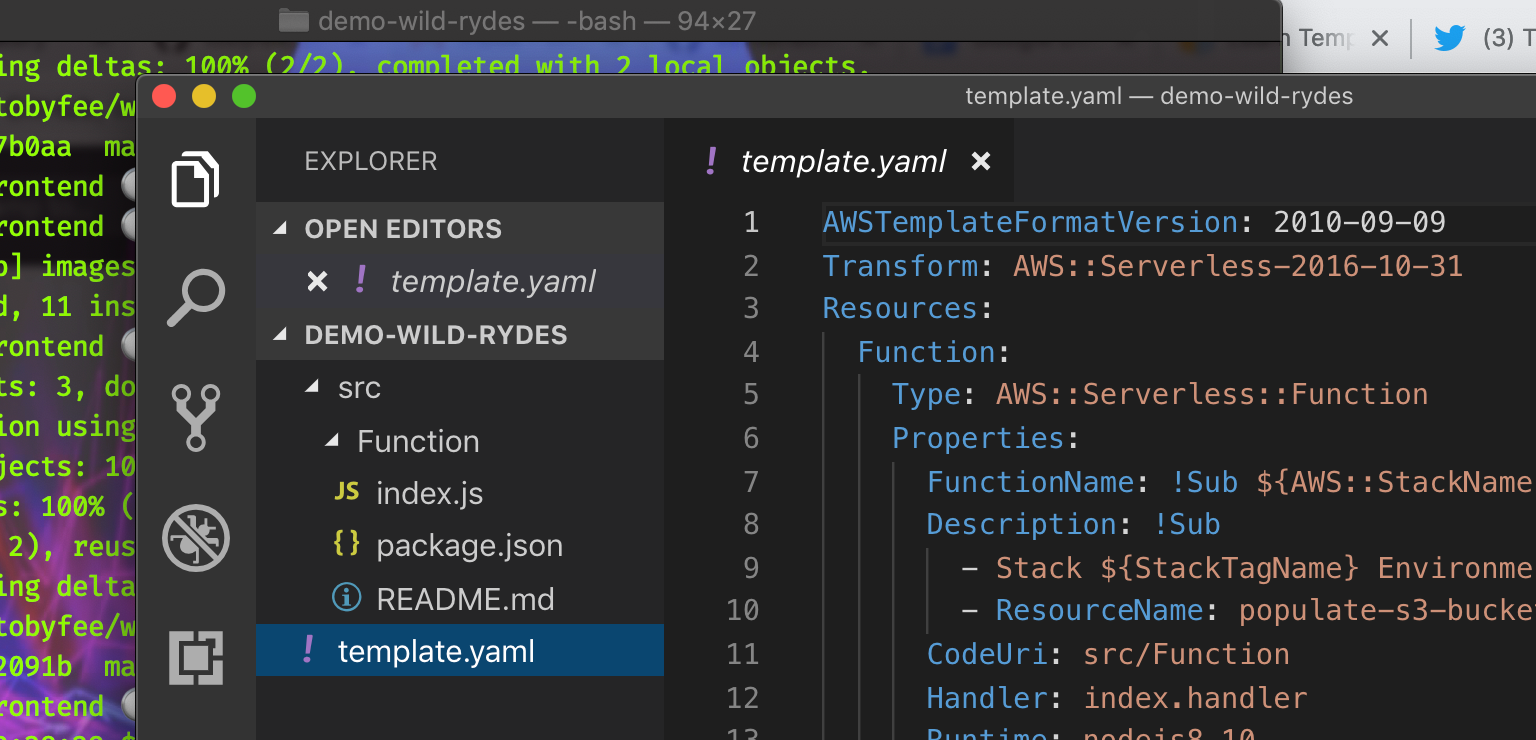 demo-wild-rydes — -bash — 94×27
Temp
(3) T
ing deltas: 100% (2/2), completed with 2 local objects.
tobyfee/w
7b0aa ma
rontend
rontend
o] images
d, 11 ins
rontend
ts: 3, do
ion using
jects: 10
s: 100% (
2), reus
ing delta
tobyfee/w
2091b ma
rontend
template.yaml — demo-wild-rydes
EXPLORER
OPEN EDITORS
! template.yaml
DEMO-WILD-RYDES
src
Function
JS index.js
{} package.json
README.md
! template.yaml
! template.yaml
1 AWSTemplateFormatVersion: 2010-09-09
2 Transform: AWS::Serverless-2016-10-31
3 Resources:
4 Function:
5 Type: AWS::Serverless::Function
6 Properties:
7 FunctionName: !Sub ${AWS::StackName
8 Description: !Sub
9 - Stack ${StackTagName} Environme
10 - ResourceName: populate-s3-bucke
11 CodeUri: src/Function
12 Handler: index.handler
13 Runtime: nodejs8.10